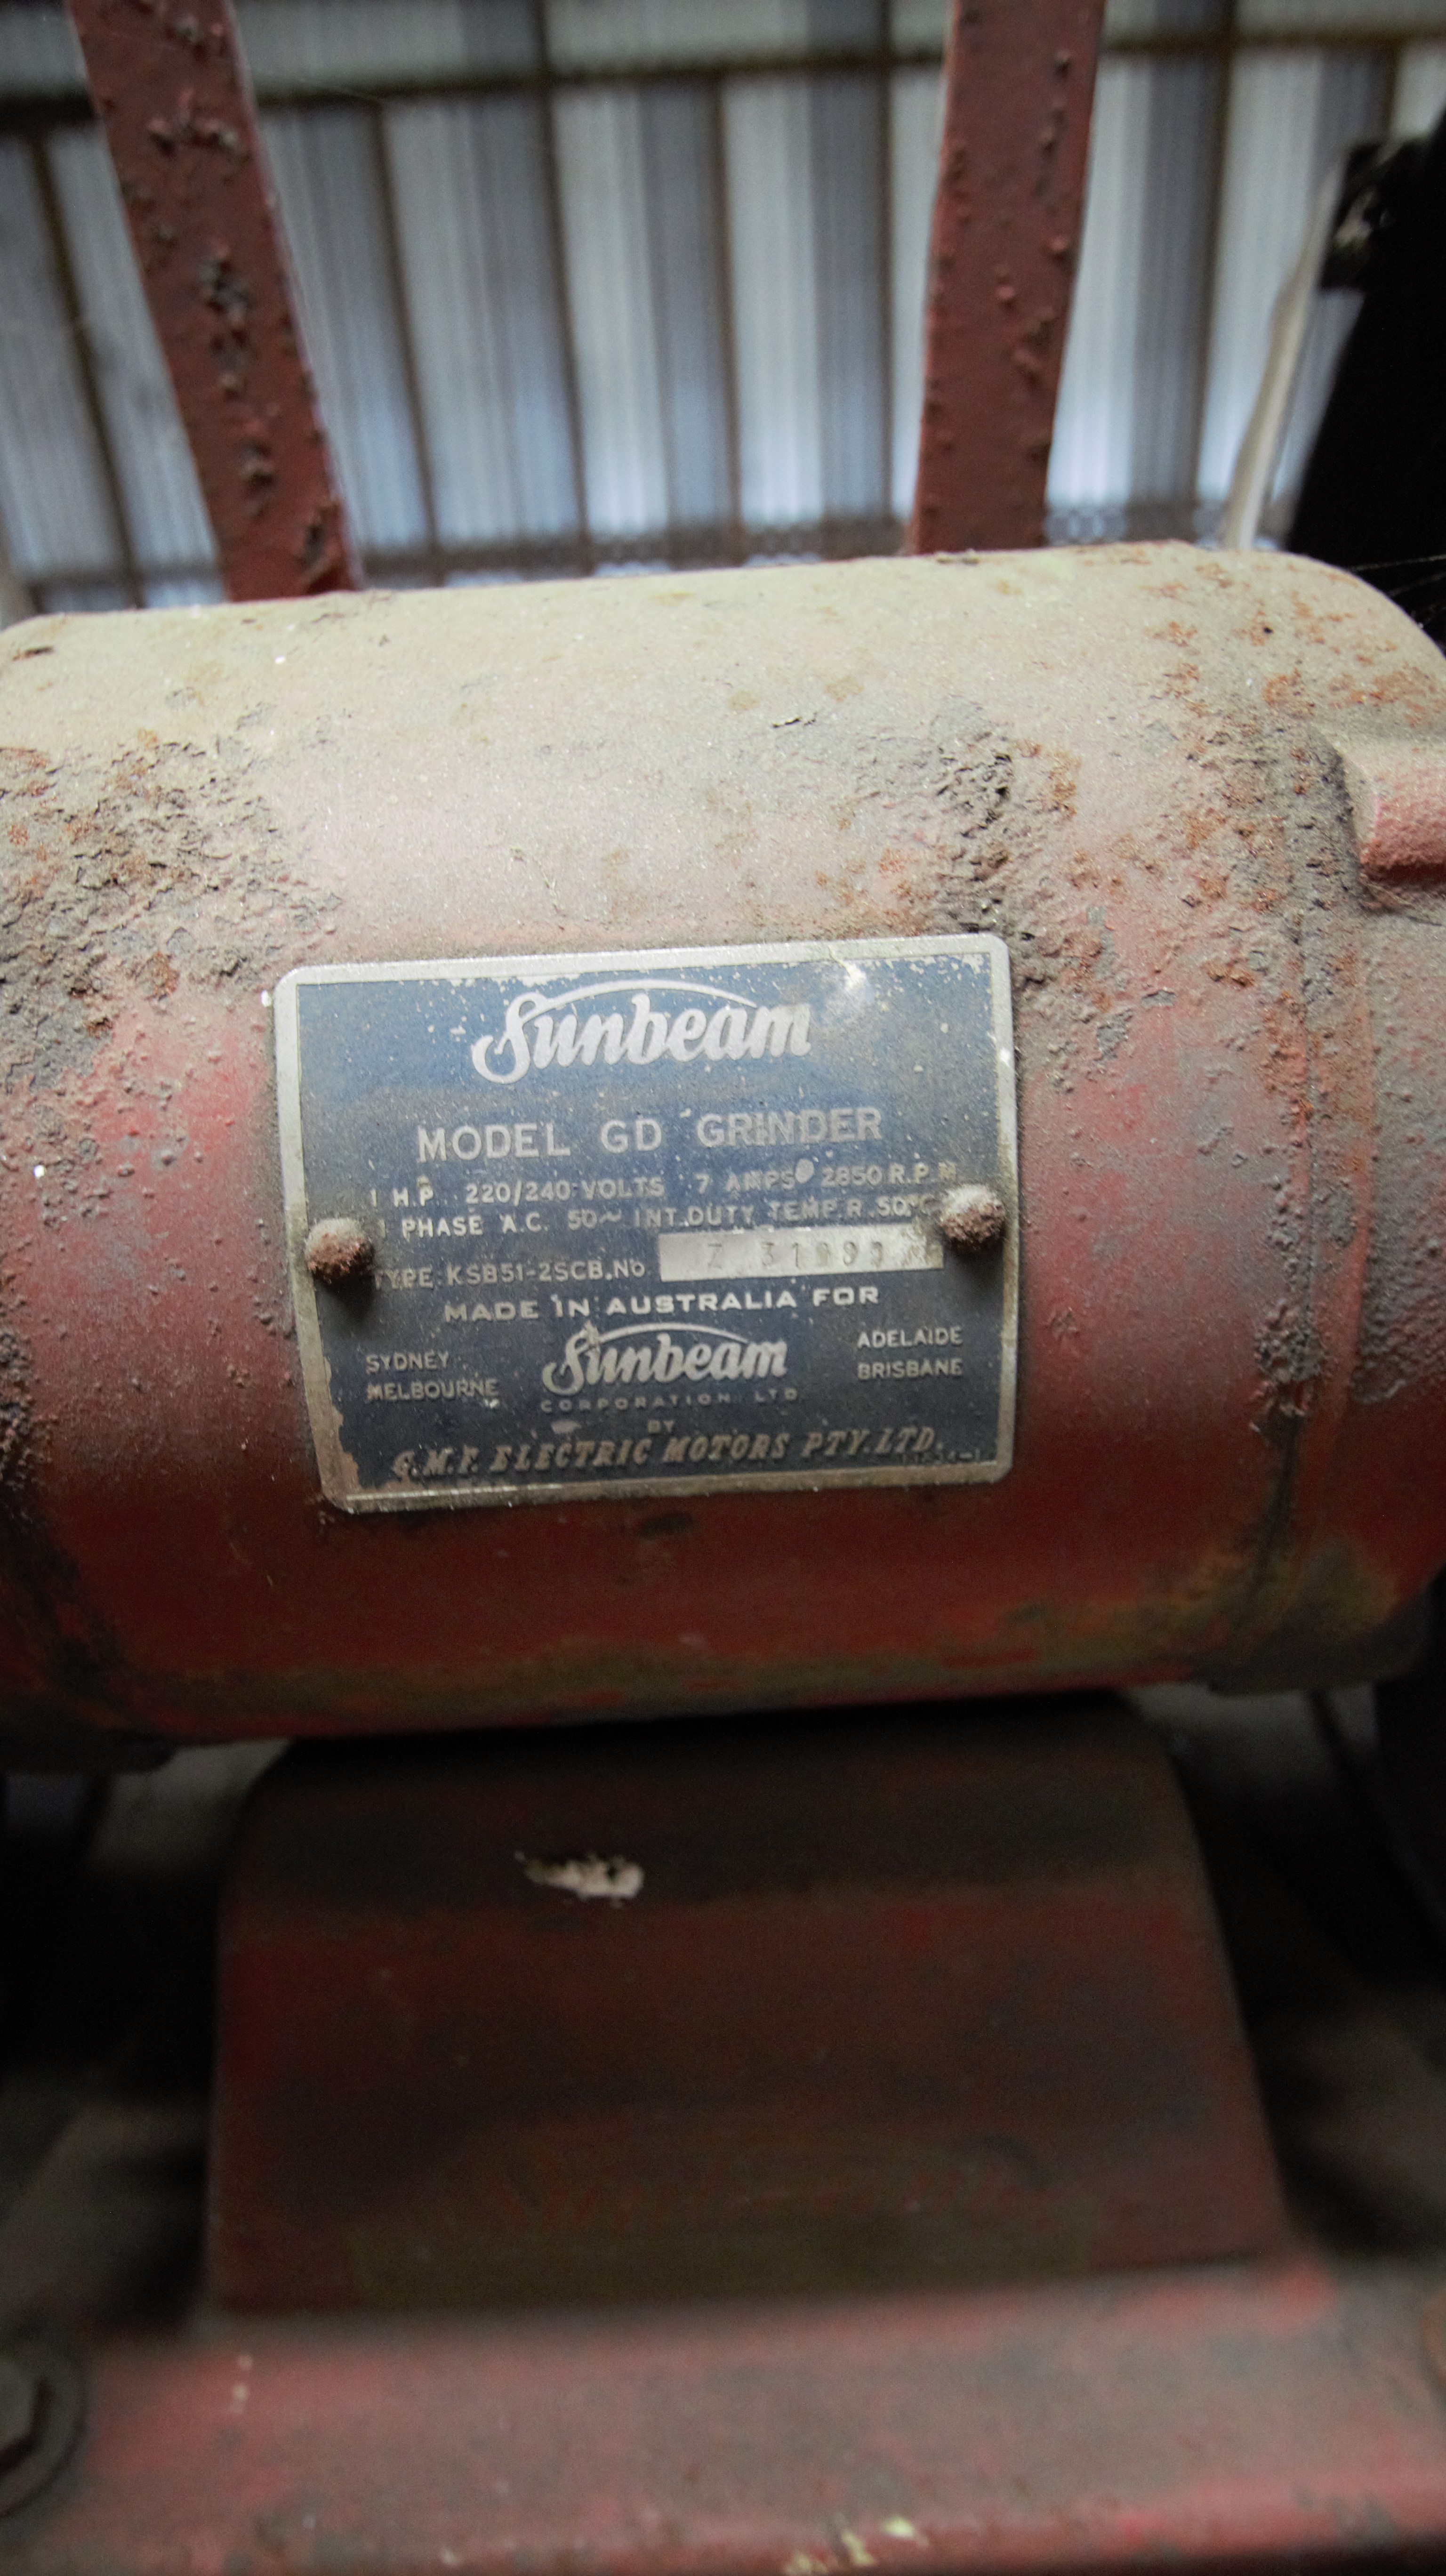 Sunbeam
MODEL GD GRINDER
1 H.P. 220/240 VOLTS 7 AMPS 2850 R.P.M
1 PHASE A.C. 50~ INT. DUTY TEMP. R. 50°C
TYPE: KSB51-2SCB. No. Z
MADE IN AUSTRALIA FOR
SYDNEY
MELBOURNE
Sunbeam
CORPORATION LTD.
ADELAIDE
BRISBANE
BY
G.M.F. ELECTRIC MOTORS PTY. LTD.